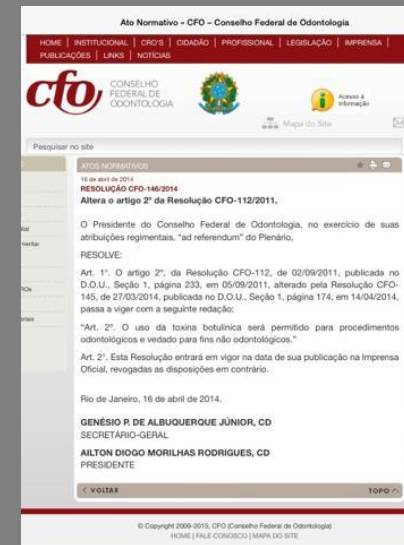 Ato Normativo « CFO – Conselho Federal de Odontologia
HOME | INSTITUCIONAL | CRO'S | CIDADÃO | PROFISSIONAL | LEGISLAÇÃO | IMPRENSA |
PUBLICAÇÕES | LINKS | NOTÍCIAS
cfo
CONSELHO
FEDERAL DE
ODONTOLOGIA
Acesso à
Informação
Mapa do Site
Pesquisar no site
ATOS NORMATIVOS
16 de abril de 2014
RESOLUÇÃO CFO-146/2014
Altera o artigo 2º da Resolução CFO-112/2011.
O Presidente do Conselho Federal de Odontologia, no exercício de suas
atribuições regimentais, "ad referendum" do Plenário,
RESOLVE:
Art. 1°. O artigo 2°, da Resolução CFO-112, de 02/09/2011, publicada no
D.O.U., Seção 1, página 233, em 05/09/2011, alterado pela Resolução CFO-
145, de 27/03/2014, publicada no D.O.U., Seção 1, página 174, em 14/04/2014,
passa a viger com a seguinte redação:
"Art. 2°. O uso da toxina botulínica será permitido para procedimentos
odontológicos e vedado para fins não odontológicos."
Art. 2°. Esta Resolução entrará em vigor na data de sua publicação na Imprensa
Oficial, revogadas as disposições em contrário.
Rio de Janeiro, 16 de abril de 2014.
GENÉSIO P. DE ALBUQUERQUE JÚNIOR, CD
SECRETÁRIO-GERAL
AILTON DIOGO MORILHAS RODRIGUES, CD
PRESIDENTE
< VOLTAR
TOPO
© Copyright 2009-2015, CFO (Conselho Federal de Odontologia)
HOME | FALE CONOSCO | MAPA DO SITE